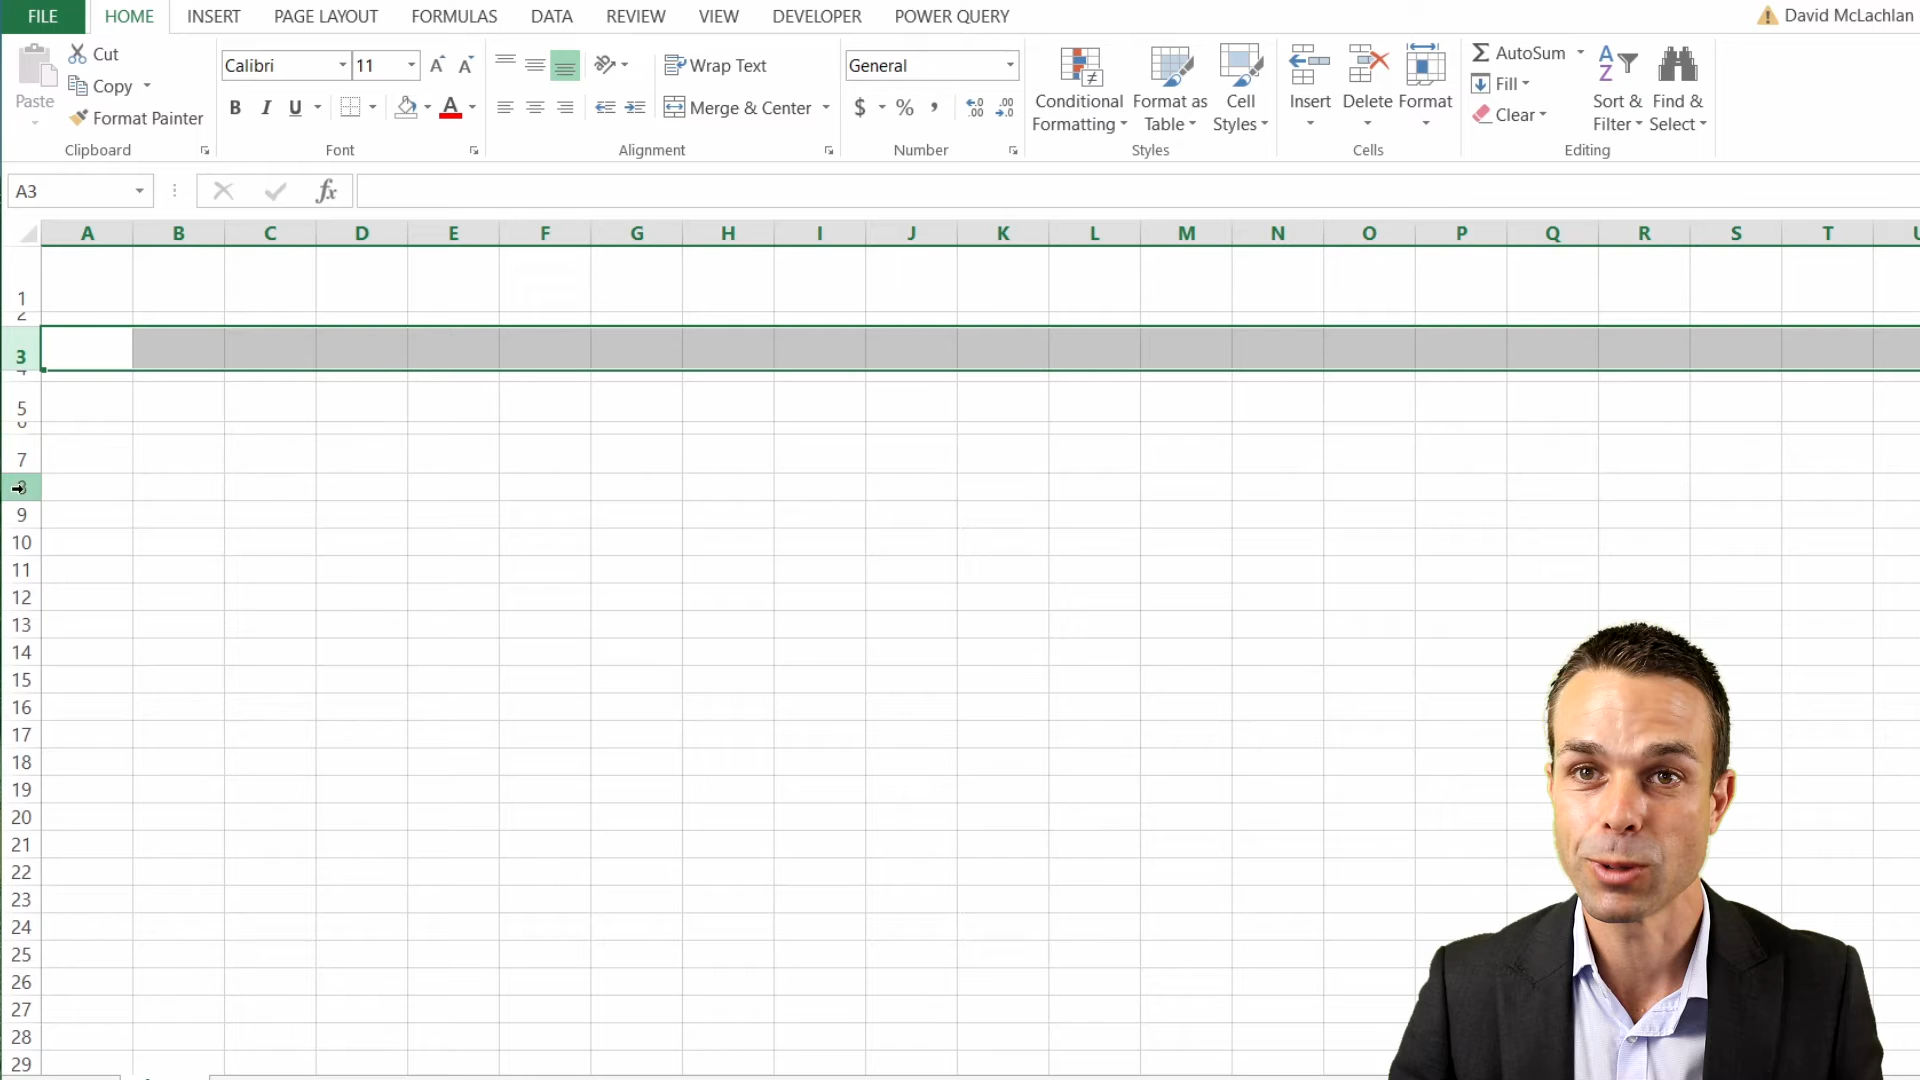 FILE HOME INSERT PAGE LAYOUT FORMULAS DATA REVIEW VIEW DEVELOPER POWER QUERY David McLachlan
Paste
Cut
Copy
Format Painter
Clipboard
Calibri 11
B I U A
Font
Wrap Text
Merge & Center
Alignment
General
$ % ,
Number
Conditional Formatting
Format as Table
Cell Styles
Styles
Insert Delete Format
Cells
AutoSum
Fill
Clear
Sort & Filter
Find & Select
Editing
A3 fx
A B C D E F G H I J K L M N O P Q R S T
1
2
3
5
7
9
10
11
12
13
14
15
16
17
18
19
20
21
22
23
24
25
26
27
28
29